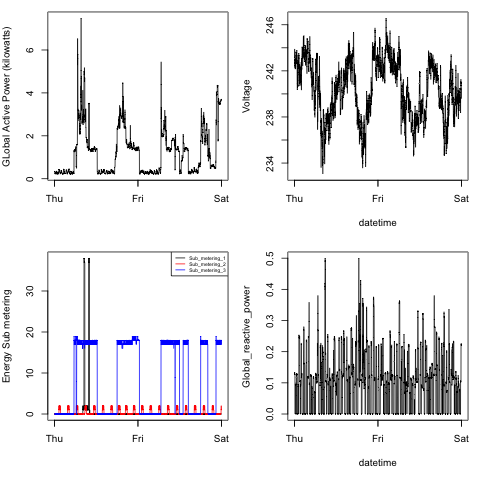 GLobal Active Power (kilowatts)
0 2 4 6
Thu Fri Sat
Voltage
234 238 242 246
Thu Fri Sat
datetime
Energy Sub metering
0 10 20 30
Sub_metering_1
Sub_metering_2
Sub_metering_3
Thu Fri Sat
Global_reactive_power
0.0 0.1 0.2 0.3 0.4 0.5
Thu Fri Sat
datetime